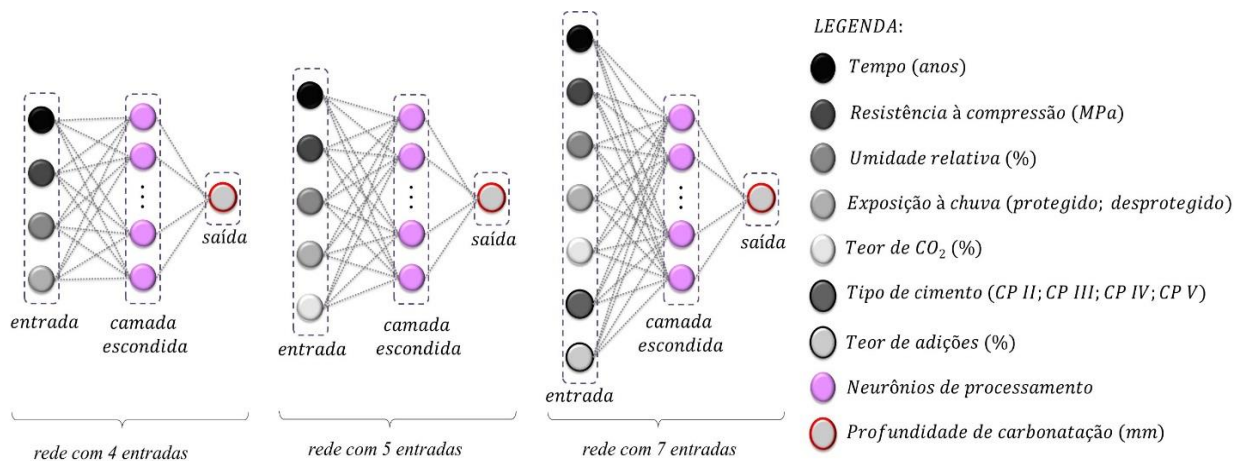 entrada
camada
escondida
saída
rede com 4 entradas
entrada
camada
escondida
saída
rede com 5 entradas
entrada
camada
escondida
saída
rede com 7 entradas
LEGENDA:
Tempo (anos)
Resistência à compressão (MPa)
Umidade relativa (%)
Exposição à chuva (protegido; desprotegido)
Teor de CO₂ (%)
Tipo de cimento (CP II; CP III; CP IV; CP V)
Teor de adições (%)
Neurônios de processamento
Profundidade de carbonatação (mm)